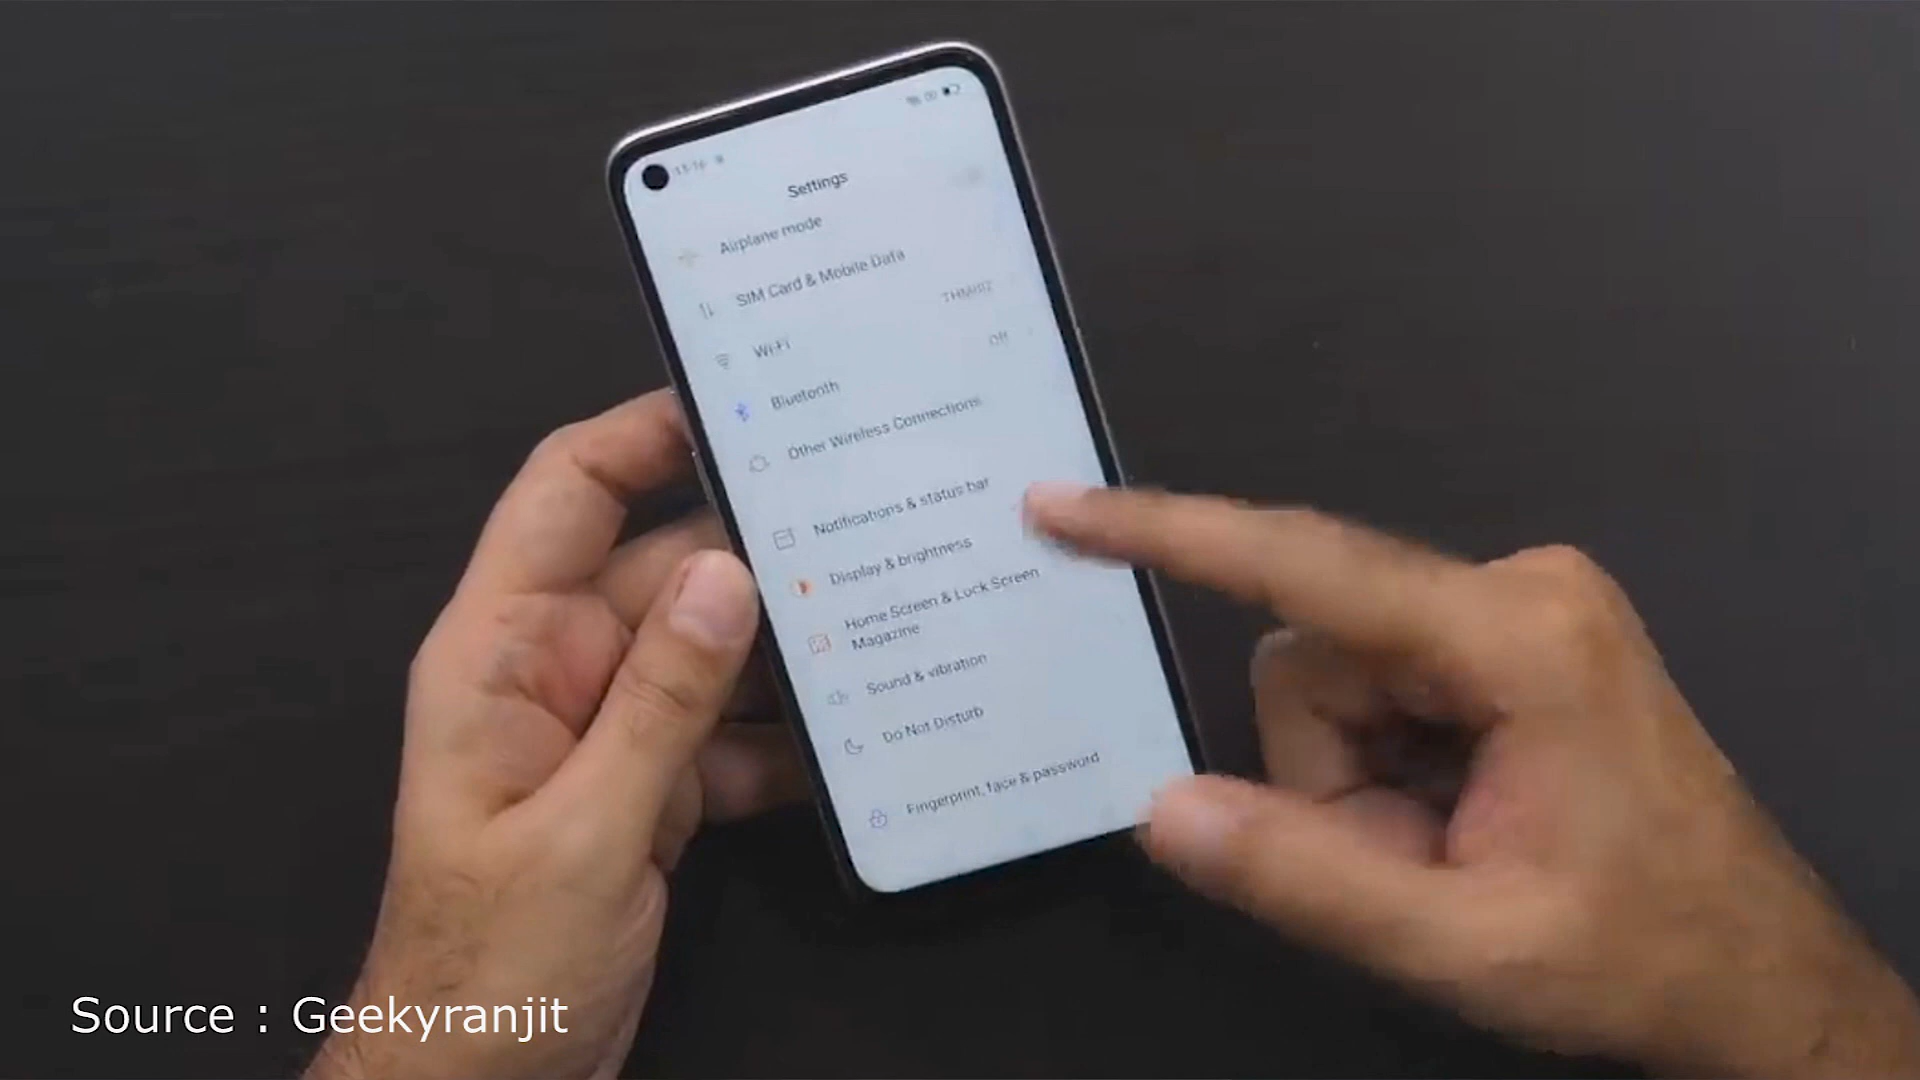 Settings
Airplane mode
SIM Card & Mobile Data
Wi-Fi
Bluetooth
Off
Other Wireless Connections
Notifications & status bar
Display & brightness
Home Screen & Lock Screen
Magazine
Sound & vibration
Do Not Disturb
Fingerprint, face & password
Source : Geekyranjit